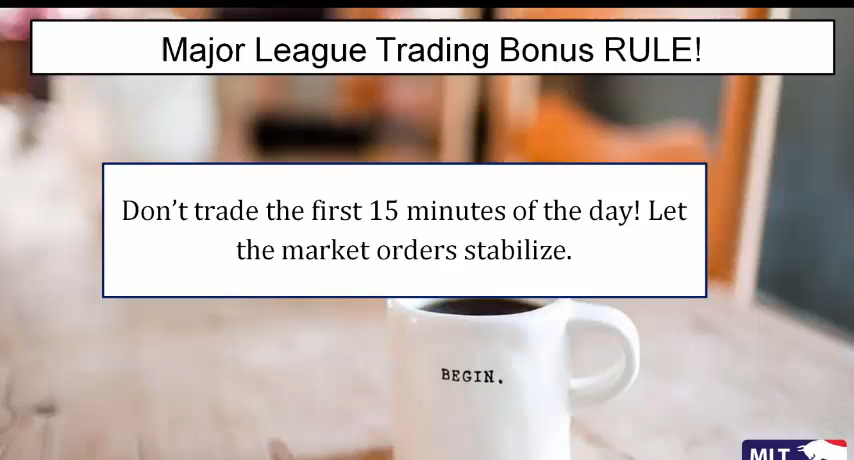 Major League Trading Bonus RULE!
Don't trade the first 15 minutes of the day! Let
the market orders stabilize.
BEGIN.
MLT